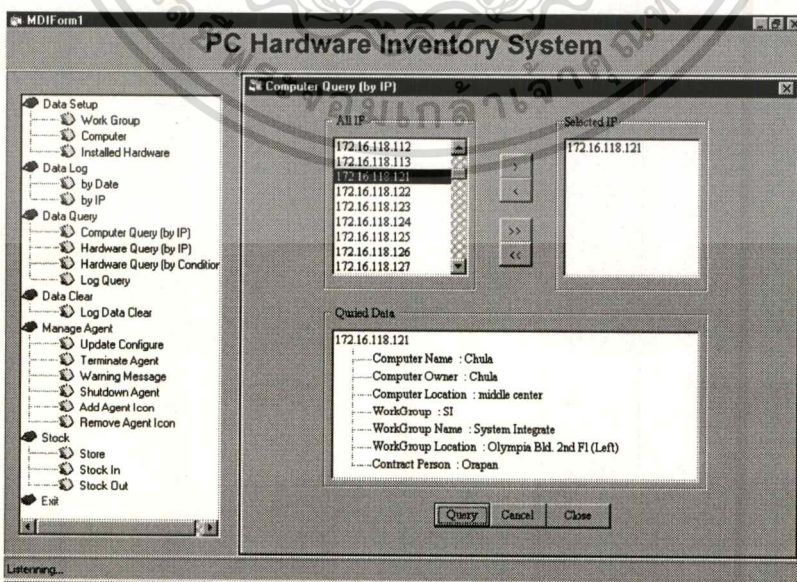 MDIForm1
PC Hardware Inventory System
Data Setup
Work Group
Computer
Installed Hardware
Data Log
by Date
by IP
Data Query
Computer Query (by IP)
Hardware Query (by IP)
Hardware Query (by Condition
Log Query
Data Clear
Log Data Clear
Manage Agent
Update Configure
Terminate Agent
Warning Message
Shutdown Agent
Add Agent Icon
Remove Agent Icon
Stock
Store
Stock In
Stock Out
Exit
Computer Query (by IP)
All IP
172.16.118.112
172.16.118.113
172.16.118.121
172.16.118.122
172.16.118.123
172.16.118.124
172.16.118.125
172.16.118.126
172.16.118.127
>
<
>>
<<
Selected IP
172.16.118.121
Quried Data
172.16.118.121
Computer Name : Chula
Computer Owner : Chula
Computer Location : middle center
WorkGroup : SI
WorkGroup Name : System Integrate
WorkGroup Location : Olympia Bld. 2nd Fl (Left)
Contract Person : Orapan
Query Cancel Close
Listenning...